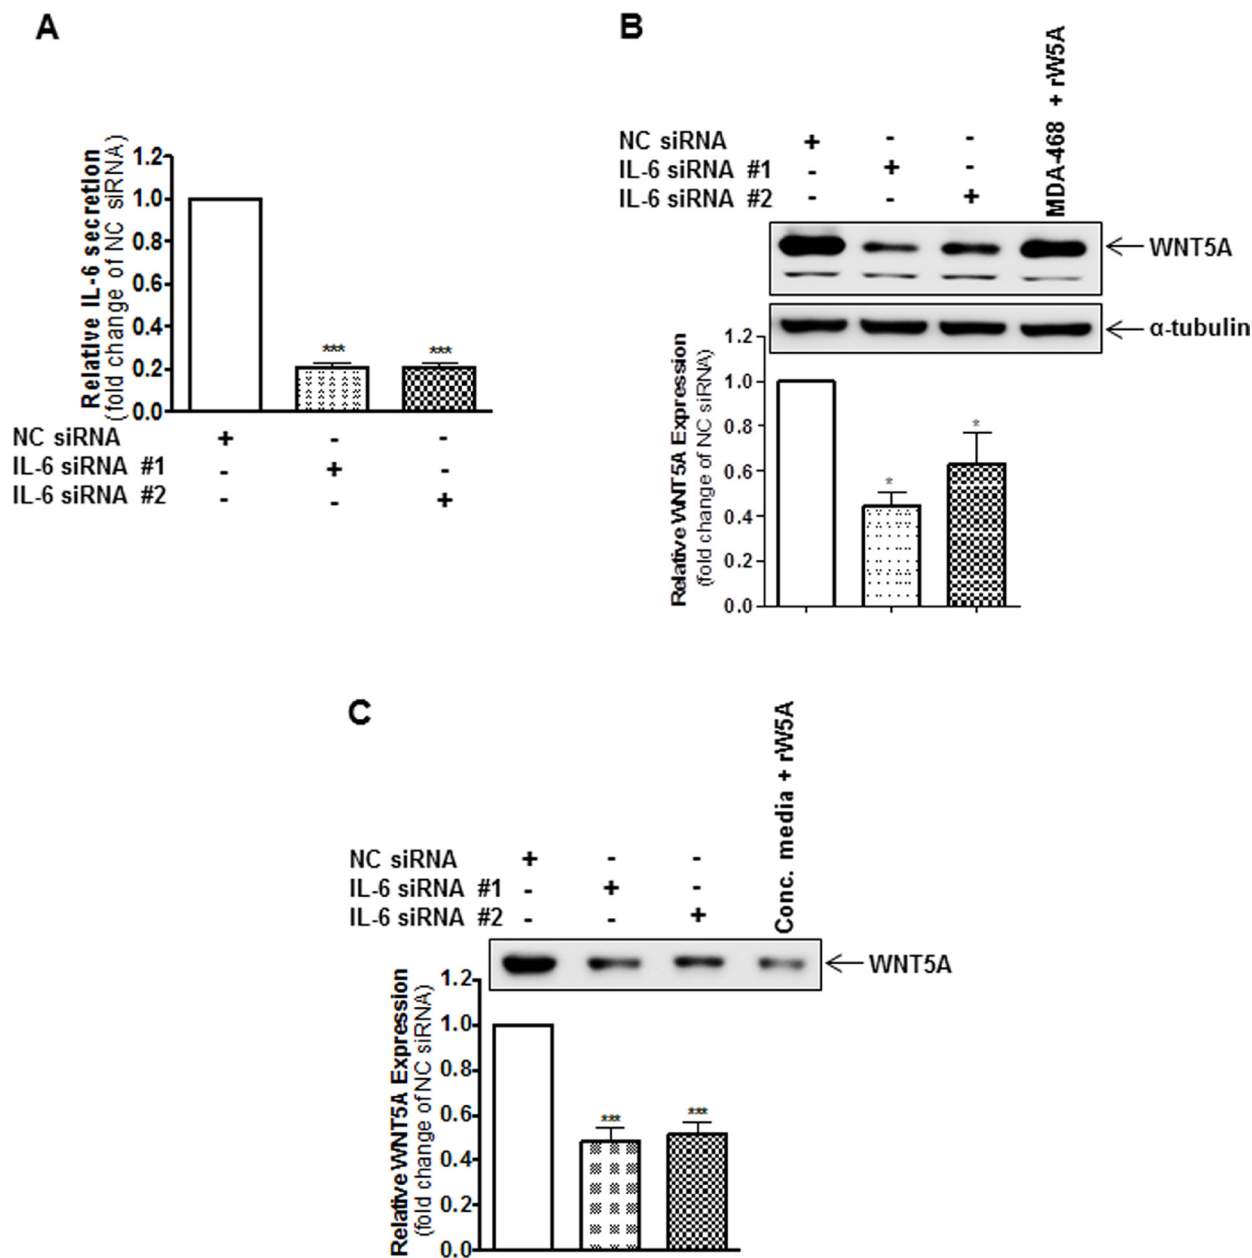 A
Relative IL-6 secretion
(fold change of NC siRNA)
1.2
1.0
0.8
0.6
0.4
0.2
0.0
*** ***
NC siRNA + - -
IL-6 siRNA #1 - + -
IL-6 siRNA #2 - - +
B
MDA-468 + rW5A
NC siRNA + - -
IL-6 siRNA #1 - + -
IL-6 siRNA #2 - - +
WNT5A
α-tubulin
Relative WNT5A Expression
(fold change of NC siRNA)
1.2
1.0
0.8
0.6
0.4
0.2
0.0
* *
C
Conc. media + rW5A
NC siRNA + - -
IL-6 siRNA #1 - + -
IL-6 siRNA #2 - - +
WNT5A
Relative WNT5A Expression
(fold change of NC siRNA)
1.2
1.0
0.8
0.6
0.4
0.2
0.0
*** ***